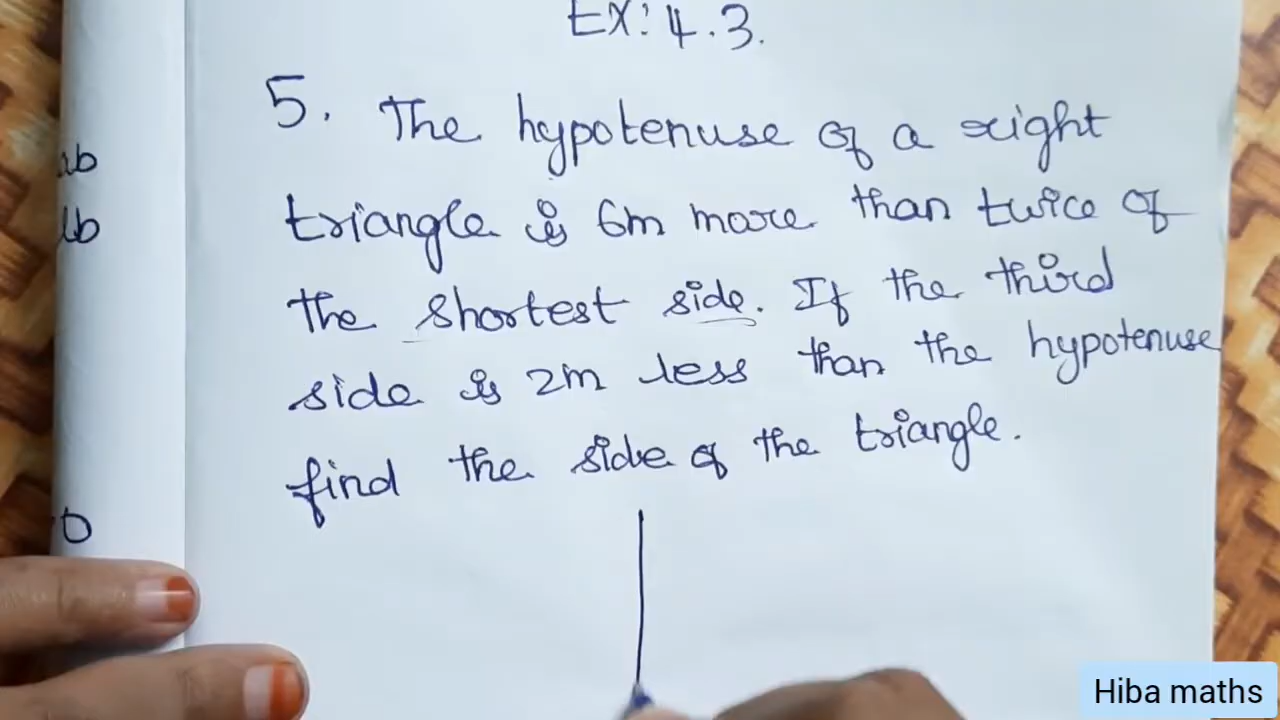 Ex: 4.3.
5. The hypotenuse of a right
triangle is 6m more than twice of
the shortest side. If the third
side is 2m less than the hypotenuse
find the side of the triangle.
Hiba maths